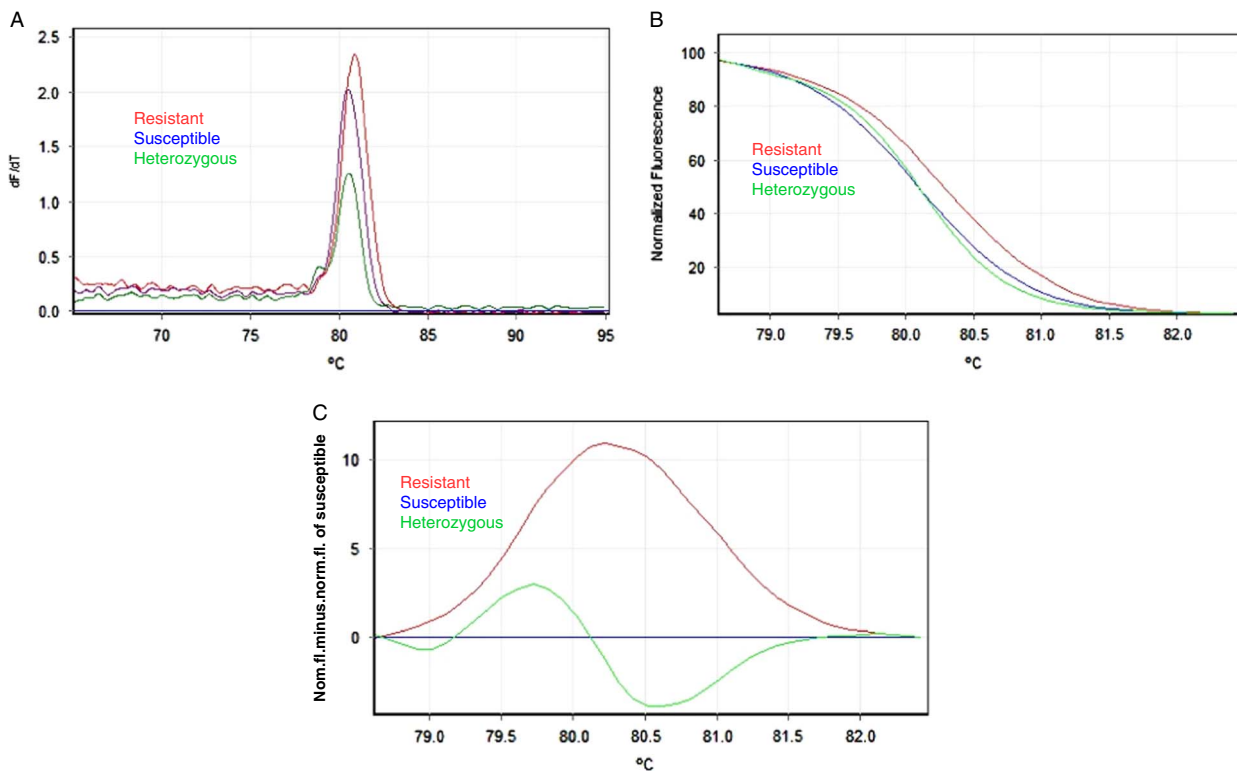 A
2.5
2.0
1.5
1.0
0.5
0.0
dF/dT
Resistant
Susceptible
Heterozygous
70
75
80
85
90
95
ºC
B
100
80
60
40
20
Normalized Fluorescence
Resistant
Susceptible
Heterozygous
79.0
79.5
80.0
80.5
81.0
81.5
82.0
ºC
C
10
5
0
Nom.fl.minus.norm.fl. of susceptible
Resistant
Susceptible
Heterozygous
79.0
79.5
80.0
80.5
81.0
81.5
82.0
ºC